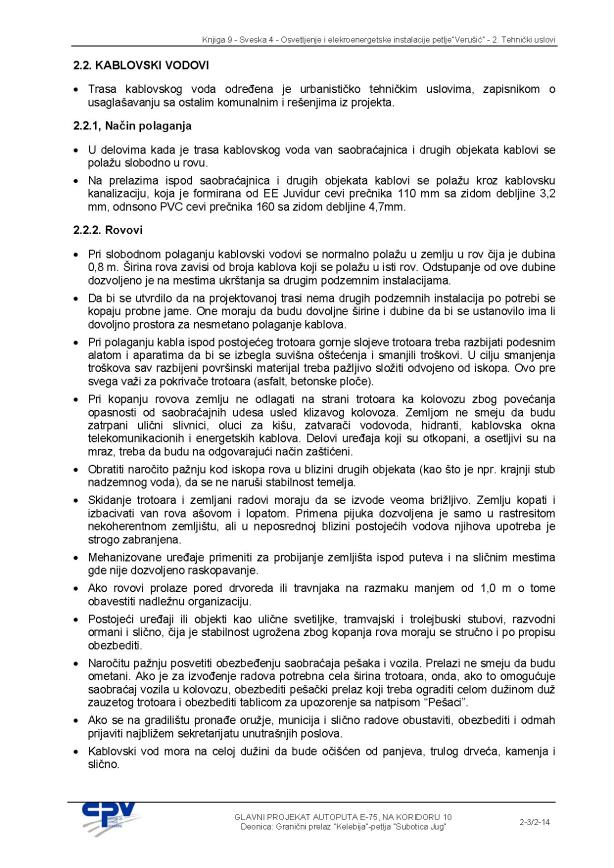 Knjiga 9 - Sveska 4 - Osvetljenje i elekroenergetske instalacije petlje"Verušić" - 2. Tehnički uslovi
2.2. KABLOVSKI VODOVI
• Trasa kablovskog voda određena je urbanističko tehničkim uslovima, zapisnikom o
usaglašavanju sa ostalim komunalnim i rešenjima iz projekta.
2.2.1, Način polaganja
• U delovima kada je trasa kablovskog voda van saobraćajnica i drugih objekata kablovi se
polažu slobodno u rovu.
• Na prelazima ispod saobraćajnica i drugih objekata kablovi se polažu kroz kablovsku
kanalizaciju, koja je formirana od EE Juvidur cevi prečnika 110 mm sa zidom debljine 3,2
mm, odnsono PVC cevi prečnika 160 sa zidom debljine 4,7mm.
2.2.2. Rovovi
• Pri slobodnom polaganju kablovski vodovi se normalno polažu u zemlju u rov čija je dubina
0,8 m. Širina rova zavisi od broja kablova koji se polažu u isti rov. Odstupanje od ove dubine
dozvoljeno je na mestima ukrštanja sa drugim podzemnim instalacijama.
• Da bi se utvrdilo da na projektovanoj trasi nema drugih podzemnih instalacija po potrebi se
kopaju probne jame. One moraju da budu dovoljne širine i dubine da bi se ustanovilo ima li
dovoljno prostora za nesmetano polaganje kablova.
• Pri polaganju kabla ispod postojećeg trotoara gornje slojeve trotoara treba razbijati podesnim
alatom i aparatima da bi se izbegla suvišna oštećenja i smanjili troškovi. U cilju smanjenja
troškova sav razbijeni površinski materijal treba pažljivo složiti odvojeno od iskopa. Ovo pre
svega važi za pokrivače trotoara (asfalt, betonske ploče).
• Pri kopanju rovova zemlju ne odlagati na strani trotoara ka kolovozu zbog povećanja
opasnosti od saobraćajnih udesa usled klizavog kolovoza. Zemljom ne smeju da budu
zatrpani ulični slivnici, oluci za kišu, zatvarači vodovoda, hidranti, kablovska okna
telekomunikacionih i energetskih kablova. Delovi uređaja koji su otkopani, a osetljivi su na
mraz, treba da budu na odgovarajući način zaštićeni.
• Obratiti naročito pažnju kod iskopa rova u blizini drugih objekata (kao što je npr. krajnji stub
nadzemnog voda), da se ne naruši stabilnost temelja.
• Skidanje trotoara i zemljani radovi moraju da se izvode veoma brižljivo. Zemlju kopati i
izbacivati van rova ašovom i lopatom. Primena pijuka dozvoljena je samo u rastresitom
nekoherentnom zemljištu, ali u neposrednoj blizini postojećih vodova njihova upotreba je
strogo zabranjena.
• Mehanizovane uređaje primeniti za probijanje zemljišta ispod puteva i na sličnim mestima
gde nije dozvoljeno raskopavanje.
• Ako rovovi prolaze pored drvoreda ili travnjaka na razmaku manjem od 1,0 m o tome
obavestiti nadležnu organizaciju.
• Postojeći uređaji ili objekti kao ulične svetiljke, tramvajski i trolejbuski stubovi, razvodni
ormani i slično, čija je stabilnost ugrožena zbog kopanja rova moraju se stručno i po propisu
obezbediti.
• Naročitu pažnju posvetiti obezbeđenju saobraćaja pešaka i vozila. Prelazi ne smeju da budu
ometani. Ako je za izvođenje radova potrebna cela širina trotoara, onda, ako to omogućuje
saobraćaj vozila u kolovozu, obezbediti pešački prelaz koji treba ograditi celom dužinom duž
zauzetog trotoara i obezbediti tablicom za upozorenje sa natpisom "Pešaci".
• Ako se na gradilištu pronađe oružje, municija i slično radove obustaviti, obezbediti i odmah
prijaviti najbližem sekretarijatu unutrašnjih poslova.
• Kablovski vod mora na celoj dužini da bude očišćen od panjeva, trulog drveća, kamenja i
slično.
CPV
GLAVNI PROJEKAT AUTOPUTA E-75, NA KORIDORU 10
Deonica: Granični prelaz "Kelebija"-petlja "Subotica Jug"
2-3/2-14